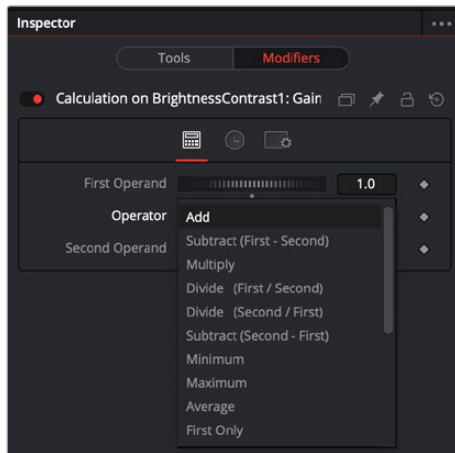 Inspector
Tools Modifiers
Calculation on BrightnessContrast1: Gain
First Operand 1.0
Operator Add
Subtract (First - Second)
Second Operand
Multiply
Divide (First / Second)
Divide (Second / First)
Subtract (Second - First)
Minimum
Maximum
Average
First Only